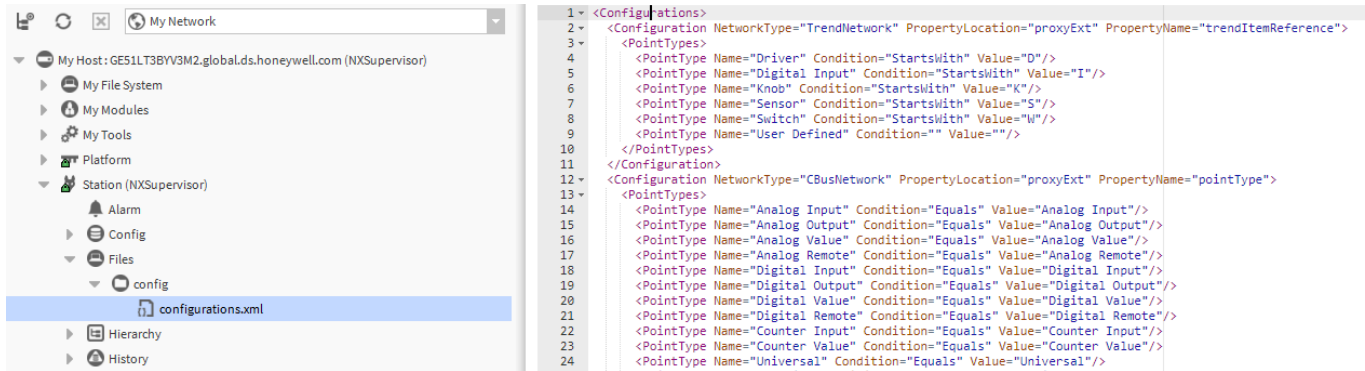 My Network
My Host : GE51LT3BYV3M2.global.ds.honeywell.com (NXSupervisor)
My File System
My Modules
My Tools
Platform
Station (NXSupervisor)
Alarm
Config
Files
config
configurations.xml
Hierarchy
History
1 <Configurations>
2 <Configuration NetworkType="TrendNetwork" PropertyLocation="proxyExt" PropertyName="trendItemReference">
3 <PointTypes>
4 <PointType Name="Driver" Condition="StartsWith" Value="D"/>
5 <PointType Name="Digital Input" Condition="StartsWith" Value="I"/>
6 <PointType Name="Knob" Condition="StartsWith" Value="K"/>
7 <PointType Name="Sensor" Condition="StartsWith" Value="S"/>
8 <PointType Name="Switch" Condition="StartsWith" Value="W"/>
9 <PointType Name="User Defined" Condition="" Value=""/>
10 </PointTypes>
11 </Configuration>
12 <Configuration NetworkType="CBusNetwork" PropertyLocation="proxyExt" PropertyName="pointType">
13 <PointTypes>
14 <PointType Name="Analog Input" Condition="Equals" Value="Analog Input"/>
15 <PointType Name="Analog Output" Condition="Equals" Value="Analog Output"/>
16 <PointType Name="Analog Value" Condition="Equals" Value="Analog Value"/>
17 <PointType Name="Analog Remote" Condition="Equals" Value="Analog Remote"/>
18 <PointType Name="Digital Input" Condition="Equals" Value="Digital Input"/>
19 <PointType Name="Digital Output" Condition="Equals" Value="Digital Output"/>
20 <PointType Name="Digital Value" Condition="Equals" Value="Digital Value"/>
21 <PointType Name="Digital Remote" Condition="Equals" Value="Digital Remote"/>
22 <PointType Name="Counter Input" Condition="Equals" Value="Counter Input"/>
23 <PointType Name="Counter Value" Condition="Equals" Value="Counter Value"/>
24 <PointType Name="Universal" Condition="Equals" Value="Universal"/>